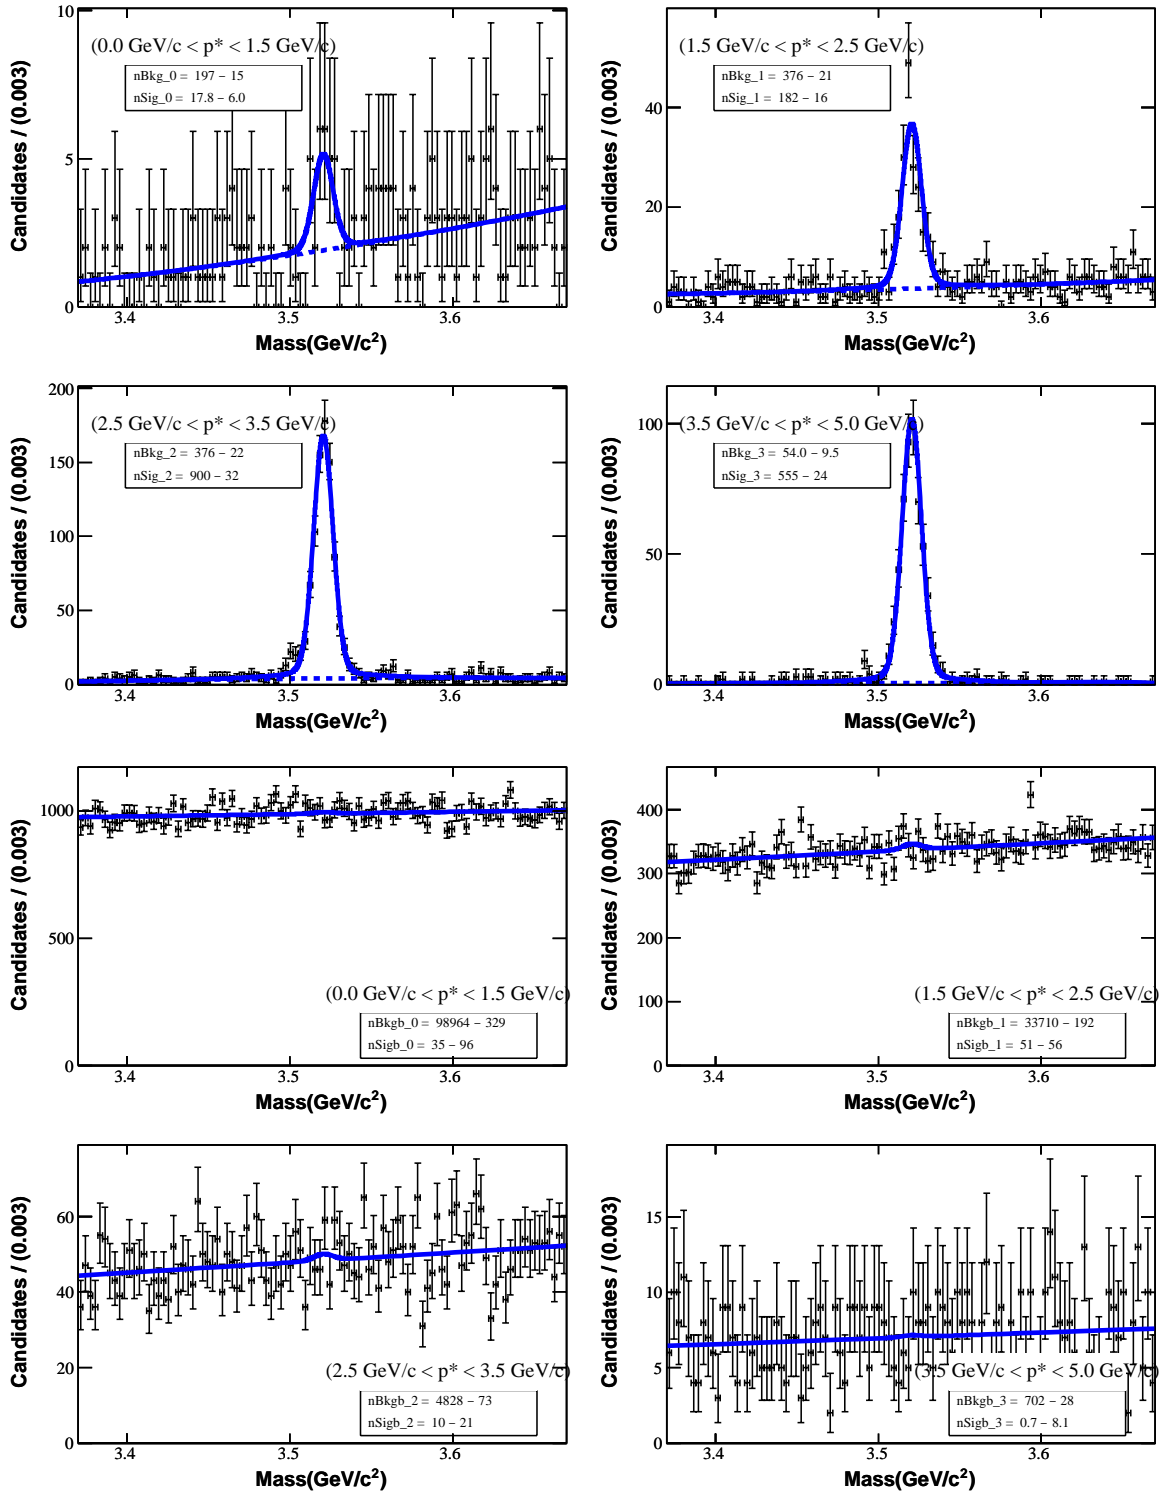 (0.0 GeV/c < p* < 1.5 GeV/c)
nBkg_0 = 197 − 15
nSig_0 = 17.8 − 6.0
Candidates / (0.003)
10
5
0
3.4 3.5 3.6
Mass(GeV/c²)
(1.5 GeV/c < p* < 2.5 GeV/c)
nBkg_1 = 376 − 21
nSig_1 = 182 − 16
Candidates / (0.003)
40
20
0
3.4 3.5 3.6
Mass(GeV/c²)
(2.5 GeV/c < p* < 3.5 GeV/c)
nBkg_2 = 376 − 22
nSig_2 = 900 − 32
Candidates / (0.003)
200
150
100
50
0
3.4 3.5 3.6
Mass(GeV/c²)
(3.5 GeV/c < p* < 5.0 GeV/c)
nBkg_3 = 54.0 − 9.5
nSig_3 = 555 − 24
Candidates / (0.003)
100
50
0
3.4 3.5 3.6
Mass(GeV/c²)
Candidates / (0.003)
1000
500
0
(0.0 GeV/c < p* < 1.5 GeV/c)
nBkgb_0 = 98964 − 329
nSigb_0 = 35 − 96
3.4 3.5 3.6
Mass(GeV/c²)
Candidates / (0.003)
400
300
200
100
0
(1.5 GeV/c < p* < 2.5 GeV/c)
nBkgb_1 = 33710 − 192
nSigb_1 = 51 − 56
3.4 3.5 3.6
Mass(GeV/c²)
Candidates / (0.003)
60
40
20
0
(2.5 GeV/c < p* < 3.5 GeV/c)
nBkgb_2 = 4828 − 73
nSigb_2 = 10 − 21
3.4 3.5 3.6
Mass(GeV/c²)
Candidates / (0.003)
15
10
5
0
(3.5 GeV/c < p* < 5.0 GeV/c)
nBkgb_3 = 702 − 28
nSigb_3 = 0.7 − 8.1
3.4 3.5 3.6
Mass(GeV/c²)